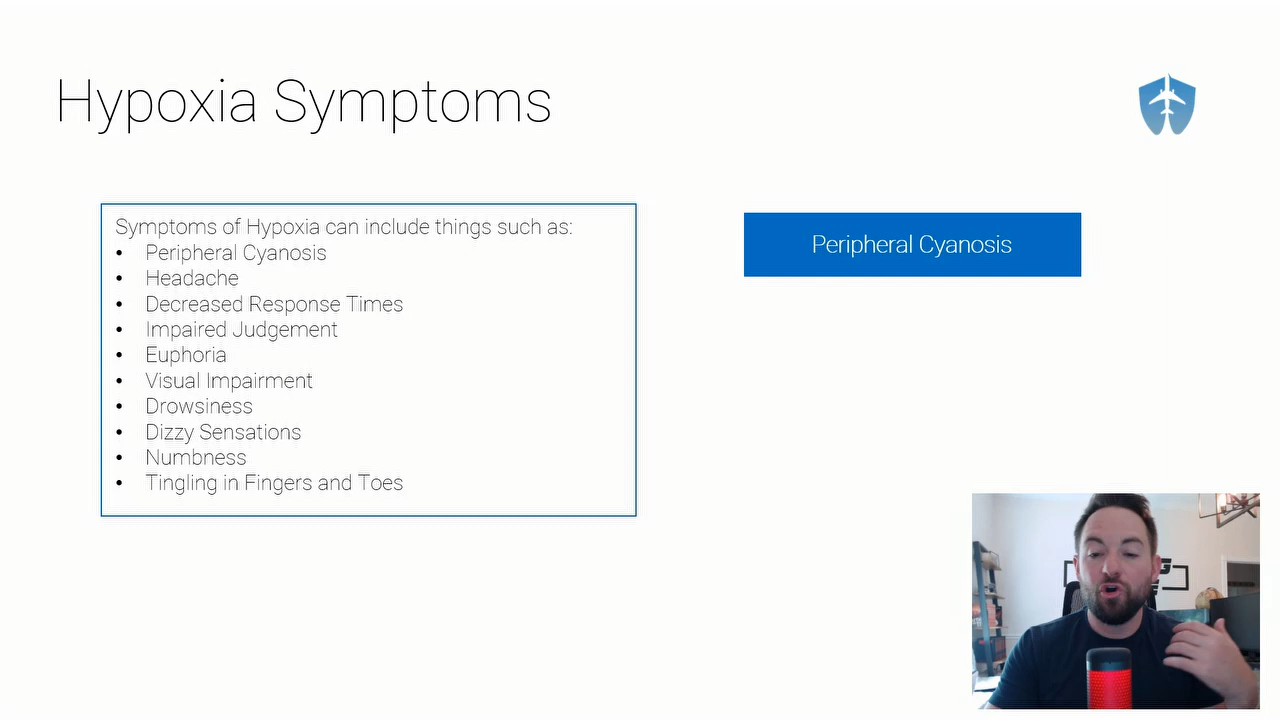 Hypoxia Symptoms
Symptoms of Hypoxia can include things such as:
• Peripheral Cyanosis
• Headache
• Decreased Response Times
• Impaired Judgement
• Euphoria
• Visual Impairment
• Drowsiness
• Dizzy Sensations
• Numbness
• Tingling in Fingers and Toes
Peripheral Cyanosis